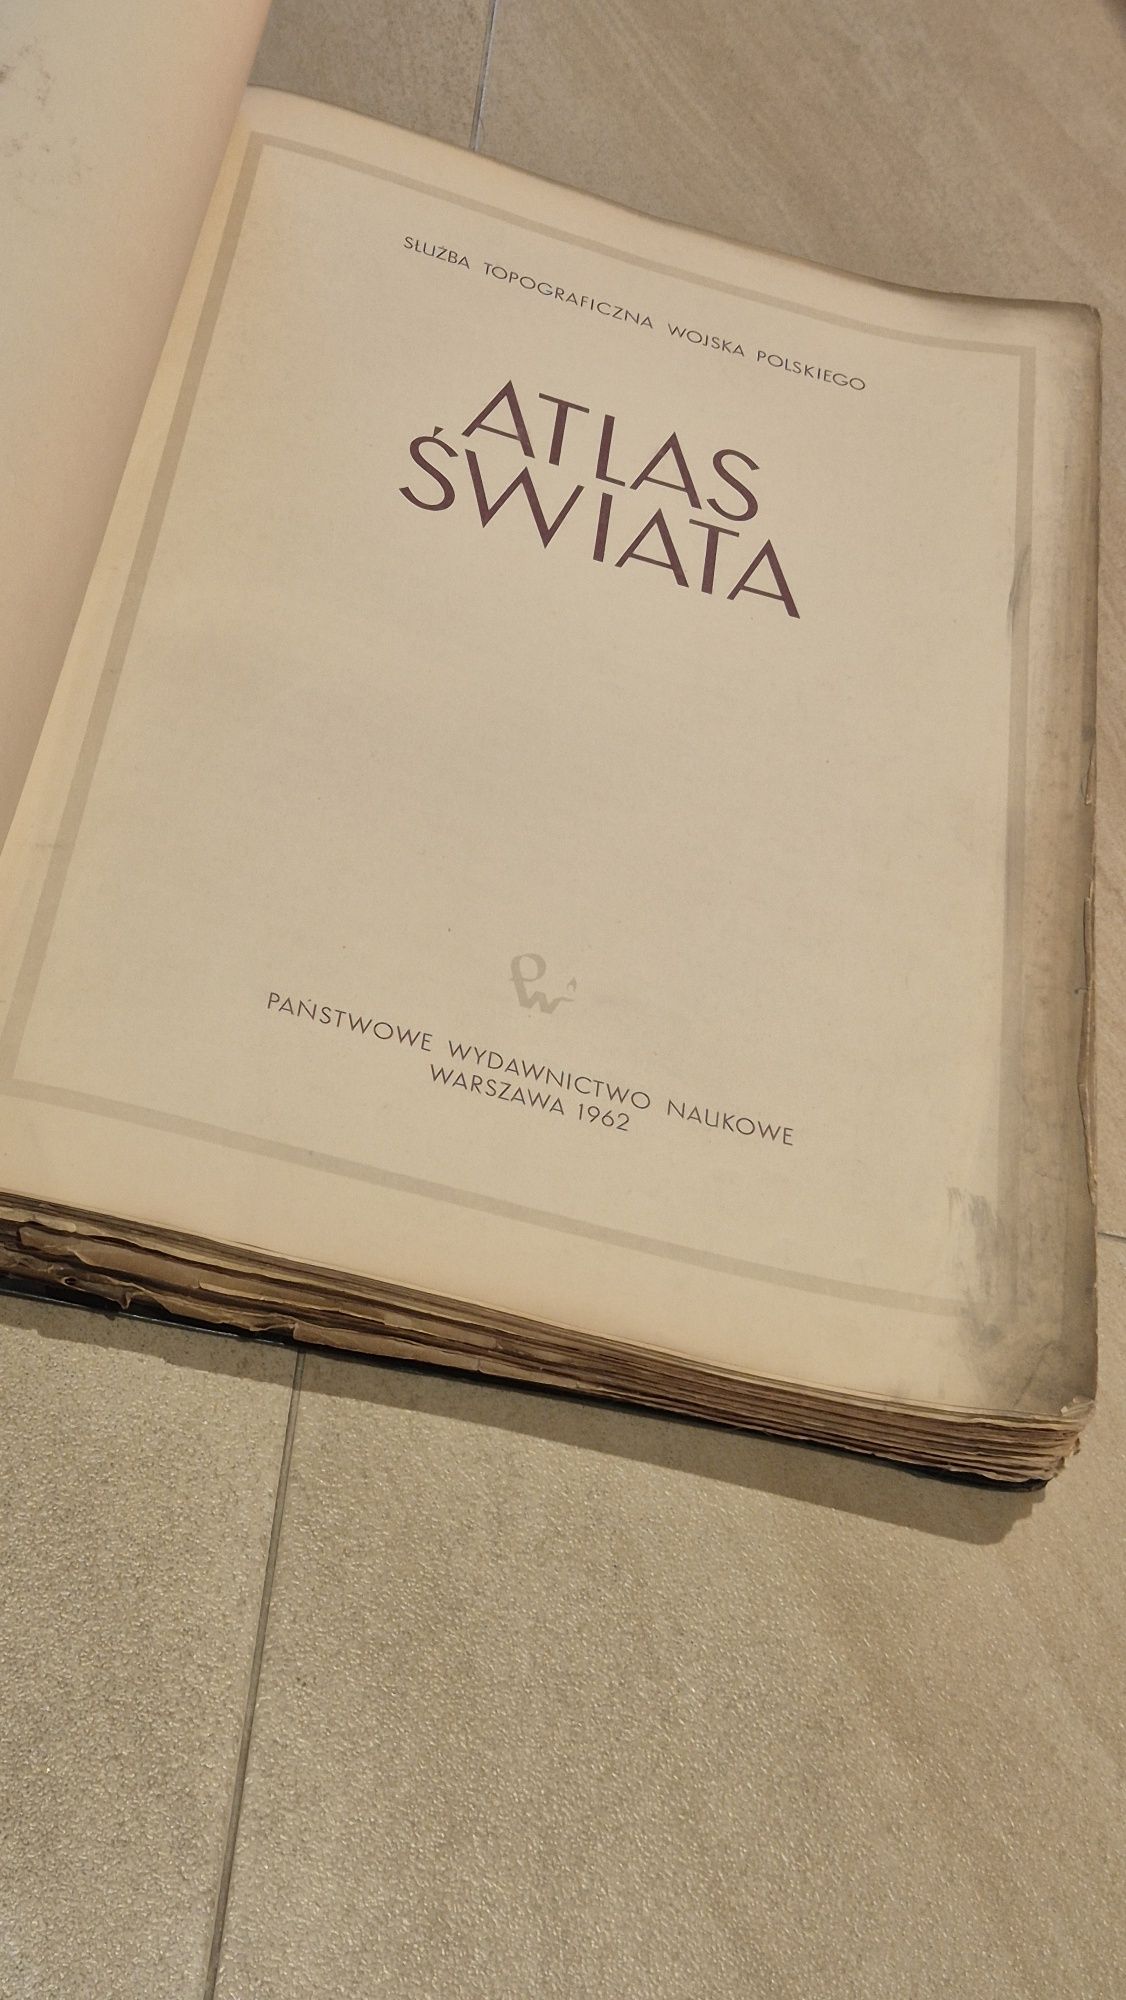 SŁUŻBA TOPOGRAFICZNA WOJSKA POLSKIEGO
ATLAS
ŚWIATA
PAŃSTWOWE WYDAWNICTWO NAUKOWE
WARSZAWA 1962